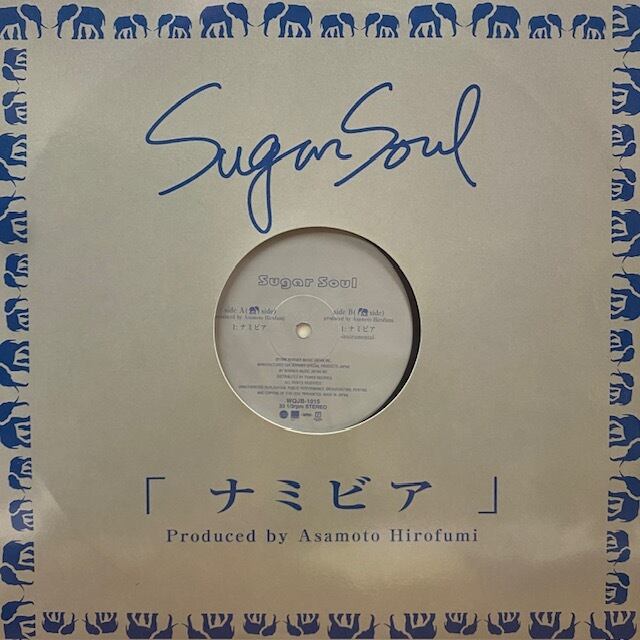 Sugar Soul
Sugar Soul
side A( side)
produced by Asamoto Hirofumi
1: ナミビア
side B( side)
produced by Asamoto Hirofumi
1: ナミビア
-instrumental
ALL RIGHTS RESERVED.
WQJB-1015
33 1/3rpm STEREO
「ナミビア」
Produced by Asamoto Hirofumi